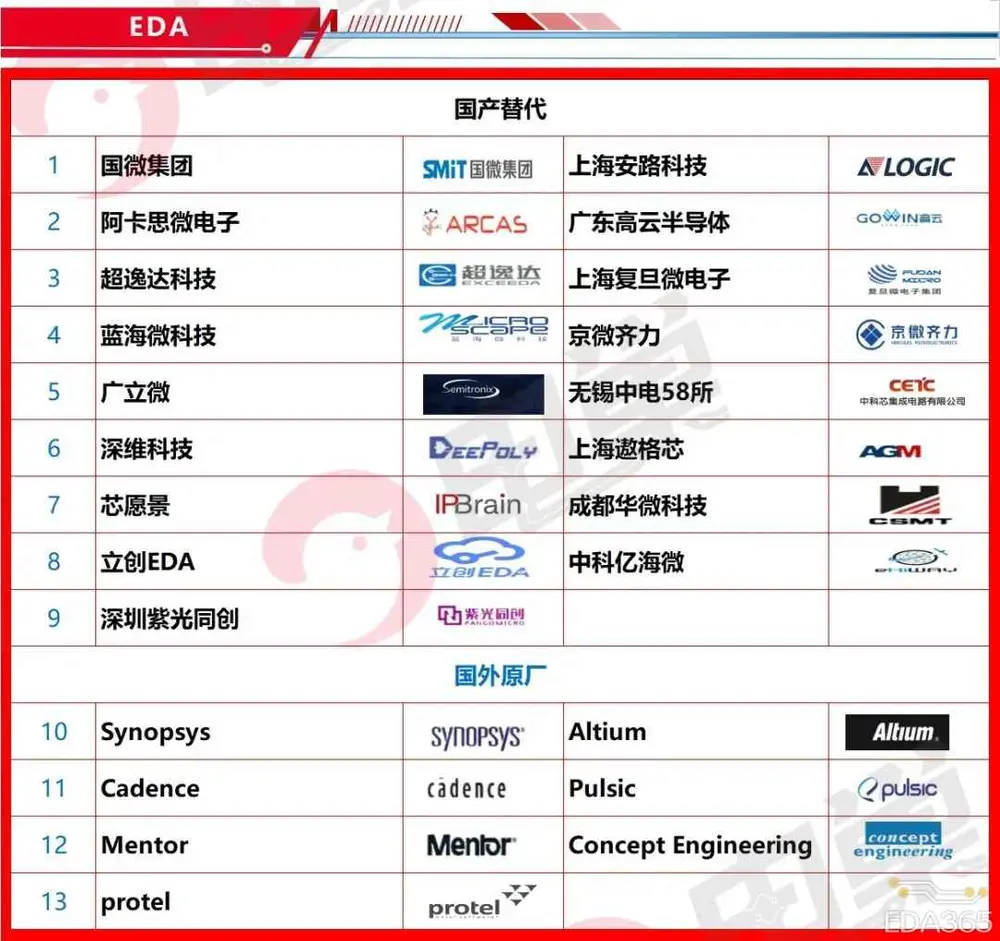 EDA
国产替代
1 国微集团 SMiT国微集团 上海安路科技 ANLOGIC
2 阿卡思微电子 ARCAS 广东高云半导体 GOWIN高云
3 超逸达科技 超逸达 上海复旦微电子 FUDAN
EXCEEDA MICRO
复旦微电子集团
4 蓝海微科技 MICRO 京微齐力 京微齐力
SCAPE
蓝海微科技
5 广立微 Semitronix 无锡中电58所 CETC
中科芯集成电路有限公司
6 深维科技 DEEPOLY 上海遨格芯 AGM
7 芯愿景 IPBrain 成都华微科技 CSMT
8 立创EDA 立创EDA 中科亿海微 eHiWAY
9 深圳紫光同创 紫光同创
PANGOMICRO
国外原厂
10 Synopsys SYNOPSYS Altium Altium
11 Cadence cadence Pulsic pulsic
12 Mentor Mentor Concept Engineering concept
engineering
13 protel protel
EDA365